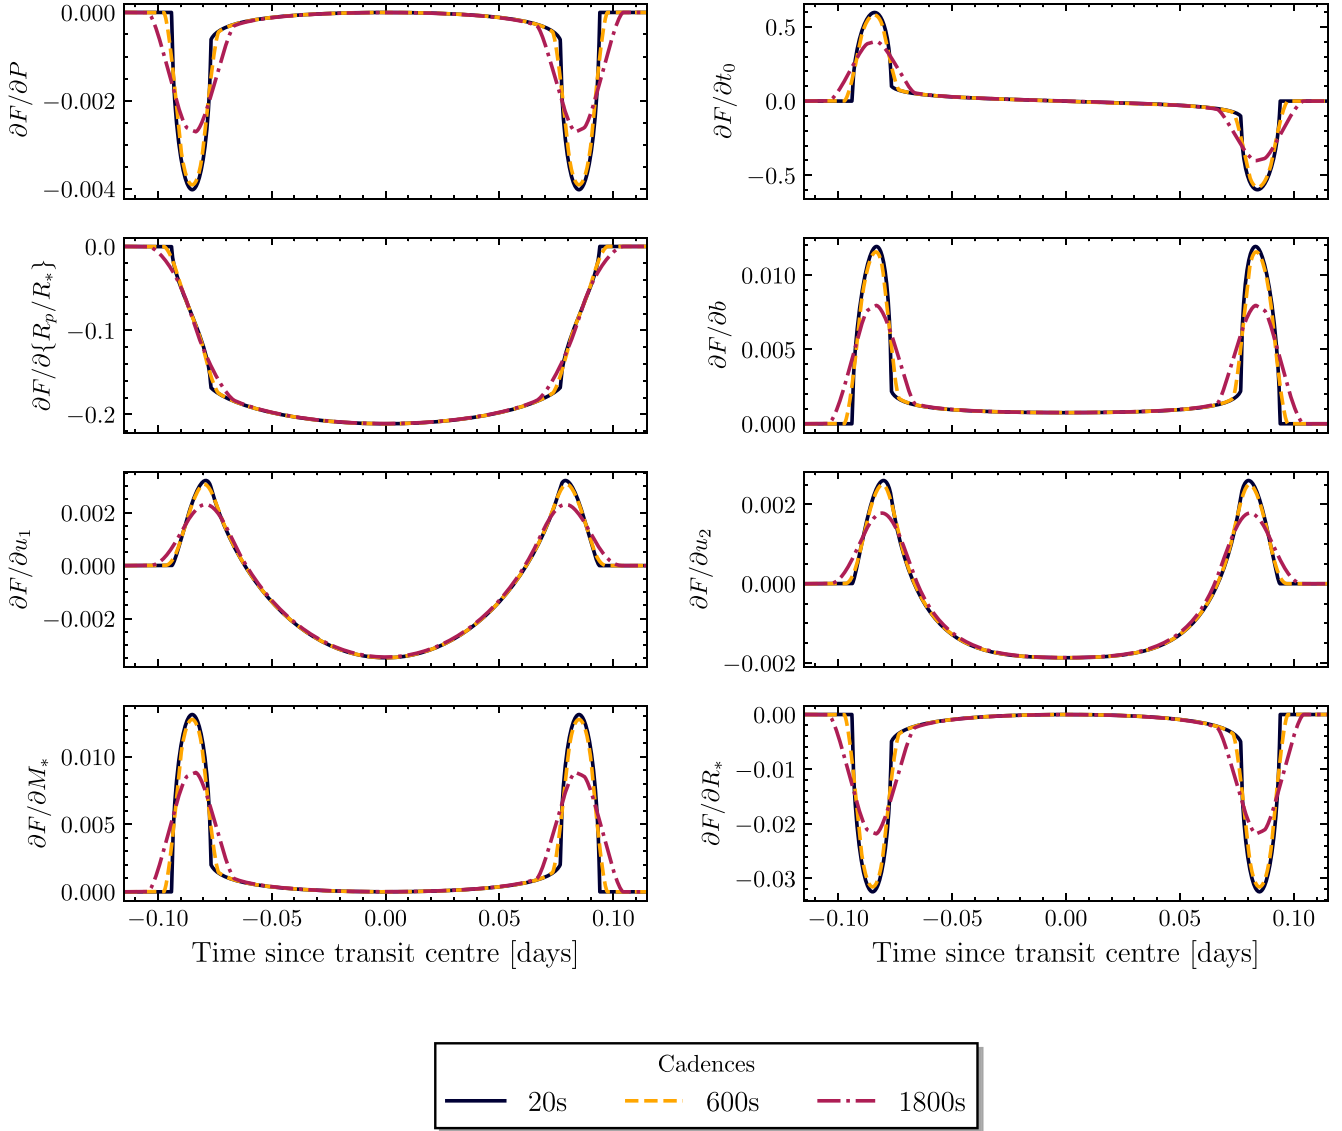 0.000
−0.002
−0.004
∂F/∂P
0.5
0.0
−0.5
∂F/∂t₀
0.0
−0.1
−0.2
∂F/∂{Rₚ/R∗}
0.010
0.005
0.000
∂F/∂b
0.002
0.000
−0.002
∂F/∂u₁
0.002
0.000
−0.002
∂F/∂u₂
0.010
0.005
0.000
∂F/∂M∗
0.00
−0.01
−0.02
−0.03
∂F/∂R∗
−0.10 −0.05 0.00 0.05 0.10
Time since transit centre [days]
−0.10 −0.05 0.00 0.05 0.10
Time since transit centre [days]
Cadences
20s 600s 1800s